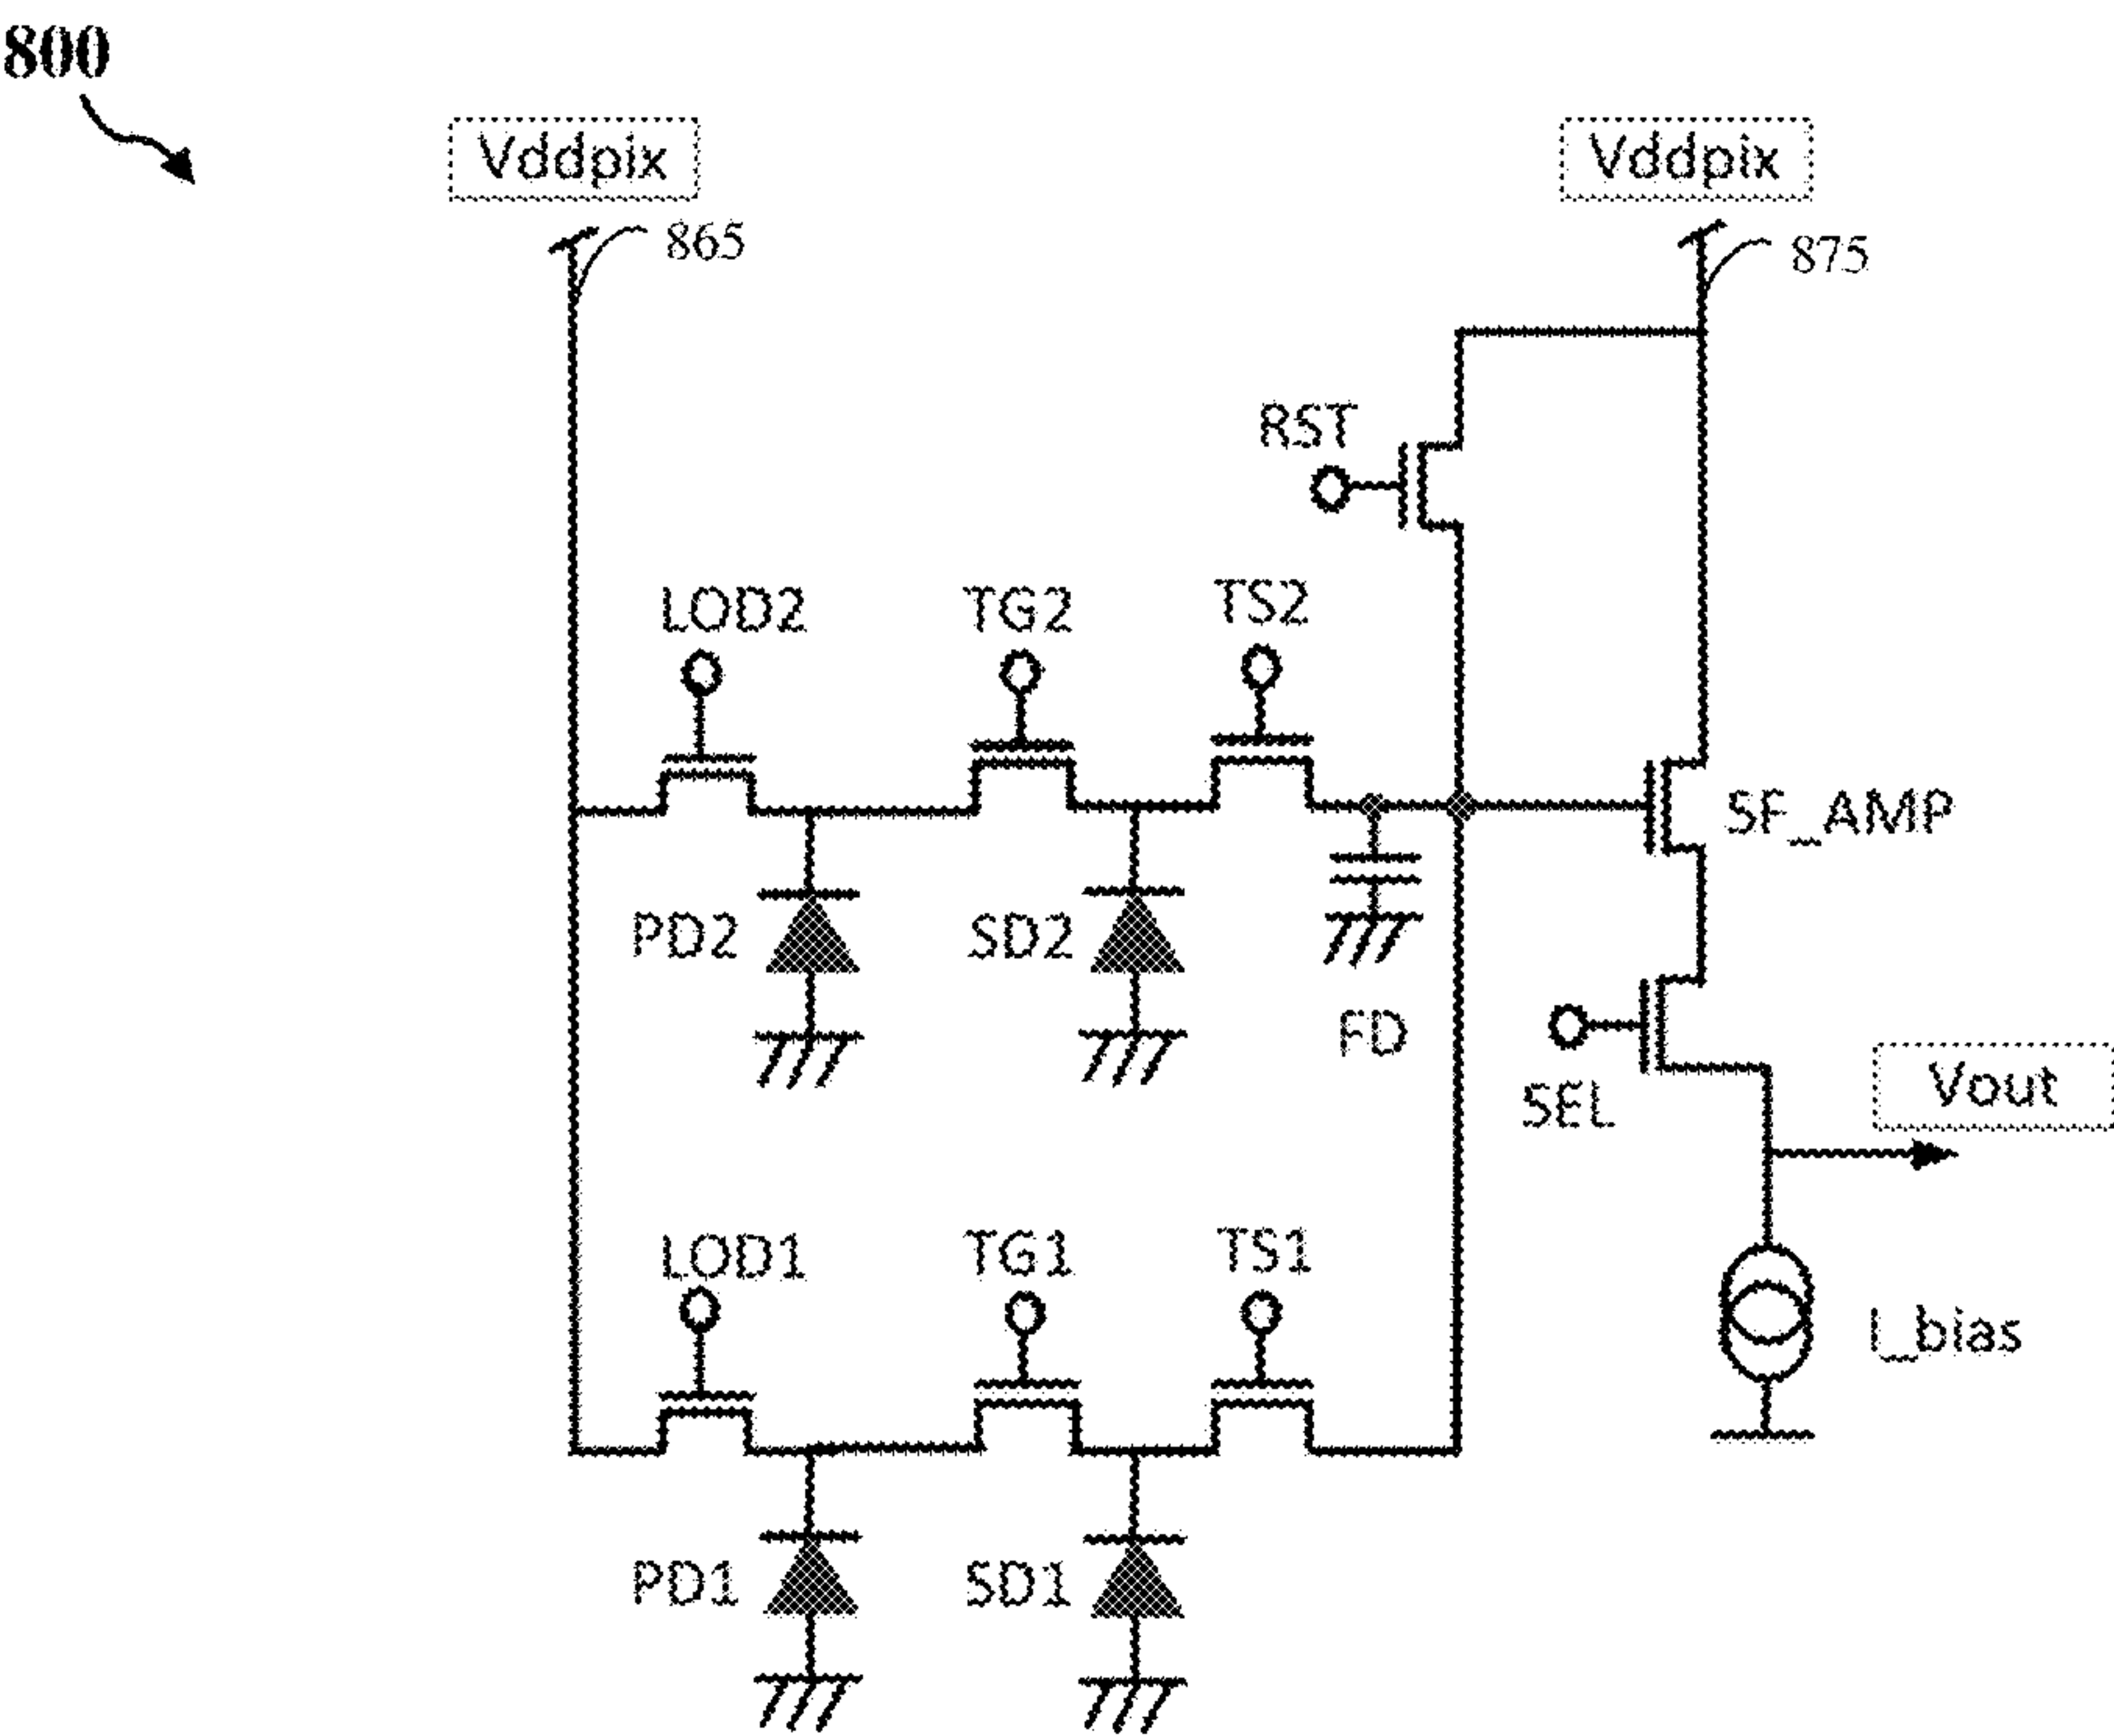 800
Vddpix
Vddpix
865
875
RST
LOD2
TG2
TS2
SF_AMP
PD2
SD2
FD
SEL
Vout
LOD1
TG1
TS1
I_bias
PD1
SD1